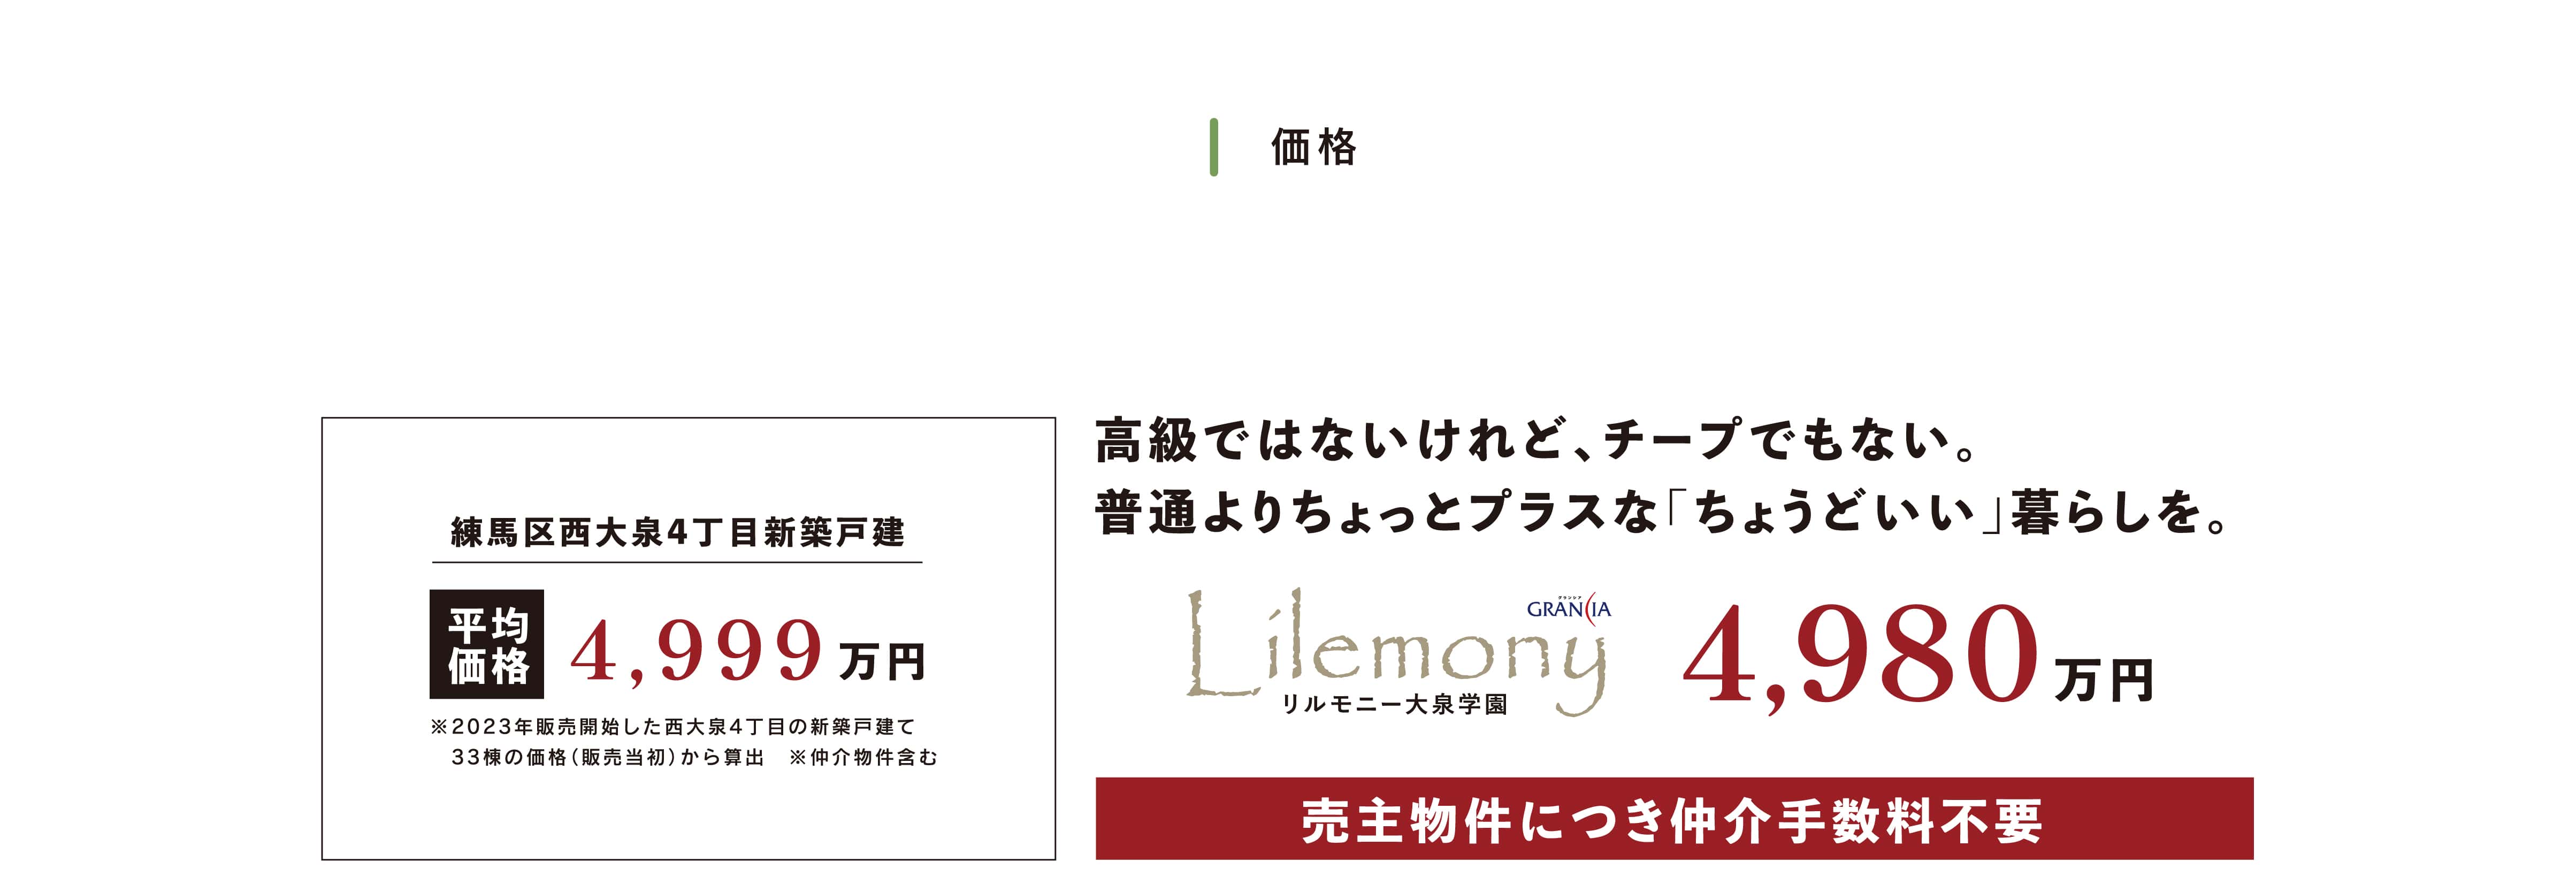 価格
練馬区西大泉4丁目新築戸建
平均
価格
4,999万円
※2023年販売開始した西大泉4丁目の新築戸建て
33棟の価格(販売当初)から算出　※仲介物件含む
高級ではないけれど、チープでもない。
普通よりちょっとプラスな「ちょうどいい」暮らしを。
グランシア
GRANCIA
Lilemony
リルモニー大泉学園
4,980万円
売主物件につき仲介手数料不要